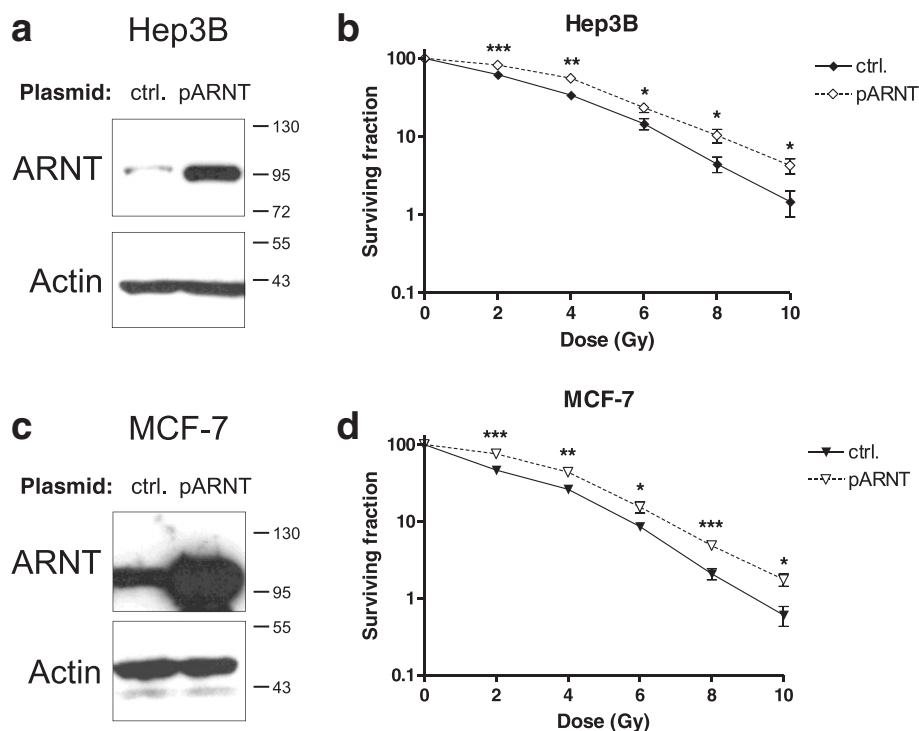 a Hep3B
Plasmid: ctrl. pARNT
ARNT
130
95
72
Actin
55
43
b Hep3B
Surviving fraction
100
10
1
0.1
*** ** * * *
0 2 4 6 8 10
Dose (Gy)
ctrl.
pARNT
c MCF-7
Plasmid: ctrl. pARNT
ARNT
130
95
Actin
55
43
d MCF-7
Surviving fraction
100
10
1
0.1
*** ** * *** *
0 2 4 6 8 10
Dose (Gy)
ctrl.
pARNT